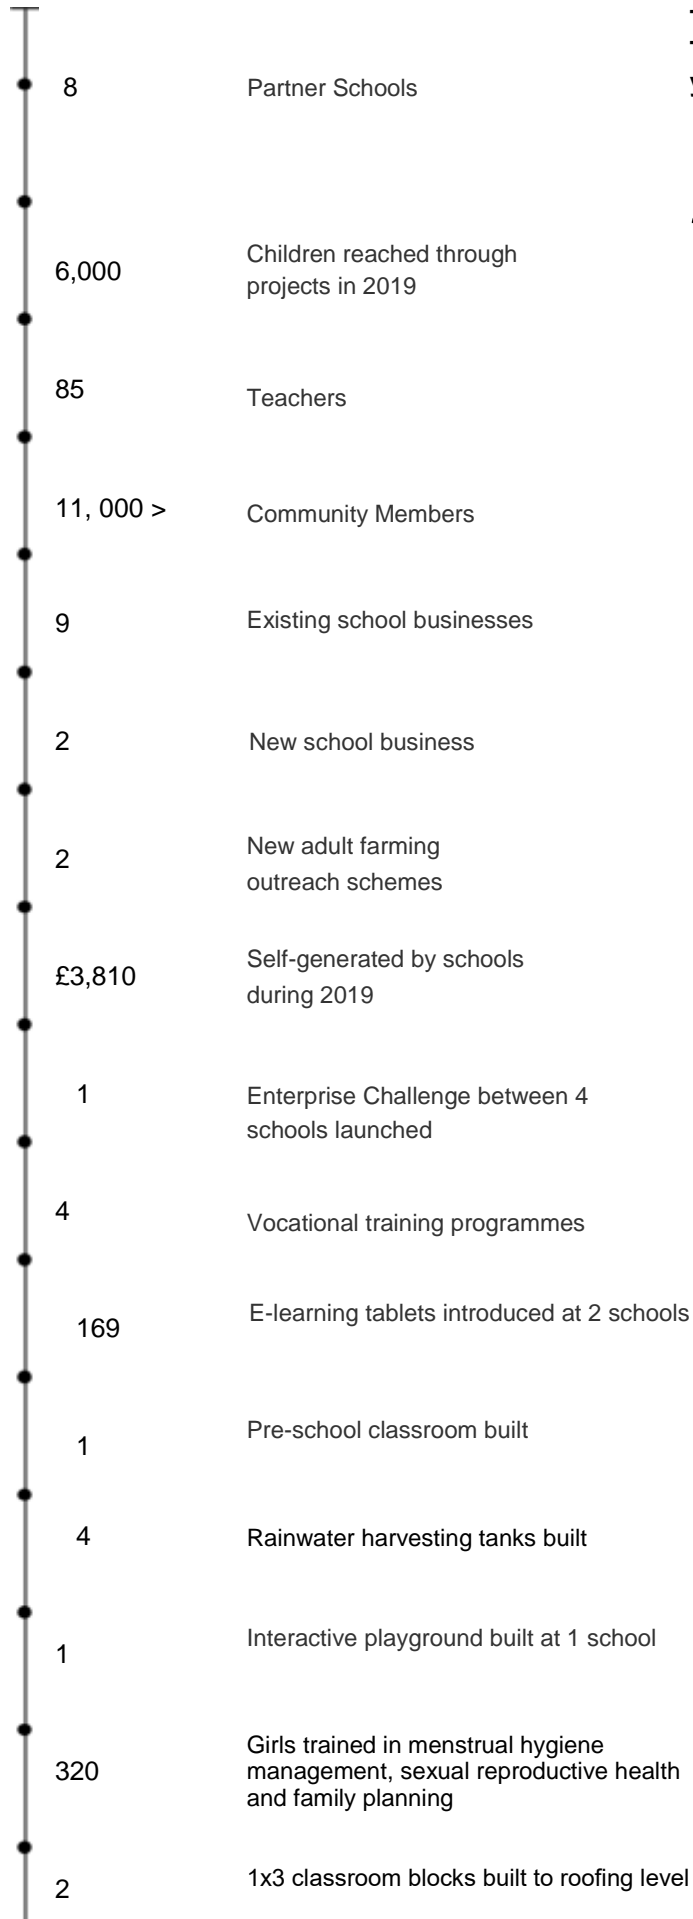 8 Partner Schools
6,000 Children reached through
projects in 2019
85 Teachers
11, 000 > Community Members
9 Existing school businesses
2 New school business
2 New adult farming
outreach schemes
£3,810 Self-generated by schools
during 2019
1 Enterprise Challenge between 4
schools launched
4 Vocational training programmes
169 E-learning tablets introduced at 2 schools
1 Pre-school classroom built
4 Rainwater harvesting tanks built
1 Interactive playground built at 1 school
320 Girls trained in menstrual hygiene
management, sexual reproductive health
and family planning
2 1x3 classroom blocks built to roofing level